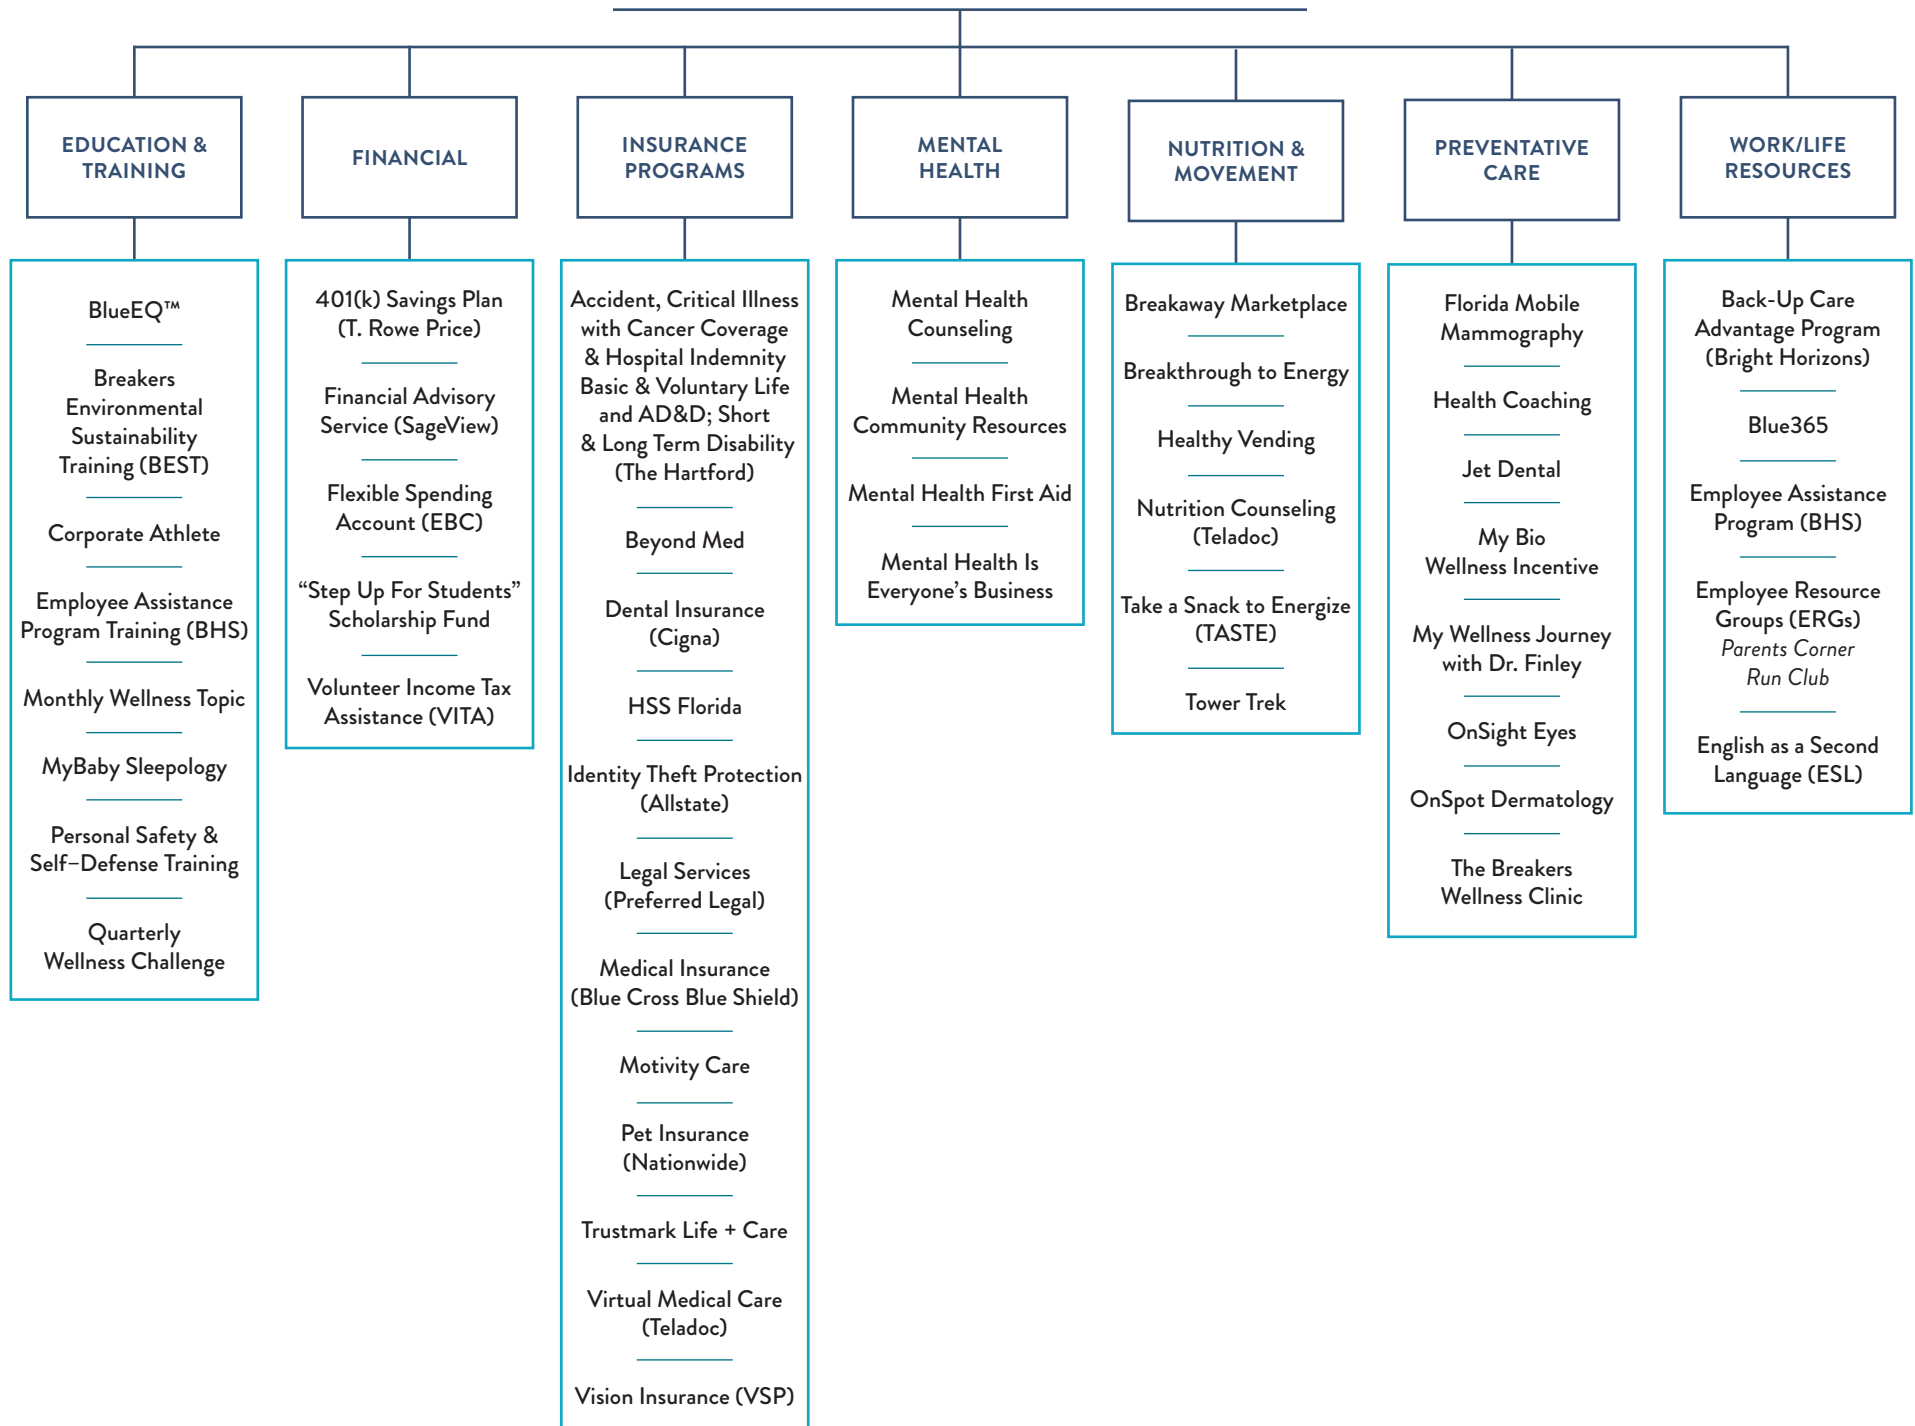 EDUCATION &
TRAINING
BlueEQ™
Breakers
Environmental
Sustainability
Training (BEST)
Corporate Athlete
Employee Assistance
Program Training (BHS)
Monthly Wellness Topic
MyBaby Sleepology
Personal Safety &
Self–Defense Training
Quarterly
Wellness Challenge
FINANCIAL
401(k) Savings Plan
(T. Rowe Price)
Financial Advisory
Service (SageView)
Flexible Spending
Account (EBC)
“Step Up For Students”
Scholarship Fund
Volunteer Income Tax
Assistance (VITA)
INSURANCE
PROGRAMS
Accident, Critical Illness
with Cancer Coverage
& Hospital Indemnity
Basic & Voluntary Life
and AD&D; Short
& Long Term Disability
(The Hartford)
Beyond Med
Dental Insurance
(Cigna)
HSS Florida
Identity Theft Protection
(Allstate)
Legal Services
(Preferred Legal)
Medical Insurance
(Blue Cross Blue Shield)
Motivity Care
Pet Insurance
(Nationwide)
Trustmark Life + Care
Virtual Medical Care
(Teladoc)
Vision Insurance (VSP)
MENTAL
HEALTH
Mental Health
Counseling
Mental Health
Community Resources
Mental Health First Aid
Mental Health Is
Everyone’s Business
NUTRITION &
MOVEMENT
Breakaway Marketplace
Breakthrough to Energy
Healthy Vending
Nutrition Counseling
(Teladoc)
Take a Snack to Energize
(TASTE)
Tower Trek
PREVENTATIVE
CARE
Florida Mobile
Mammography
Health Coaching
Jet Dental
My Bio
Wellness Incentive
My Wellness Journey
with Dr. Finley
OnSight Eyes
OnSpot Dermatology
The Breakers
Wellness Clinic
WORK/LIFE
RESOURCES
Back-Up Care
Advantage Program
(Bright Horizons)
Blue365
Employee Assistance
Program (BHS)
Employee Resource
Groups (ERGs)
Parents Corner
Run Club
English as a Second
Language (ESL)